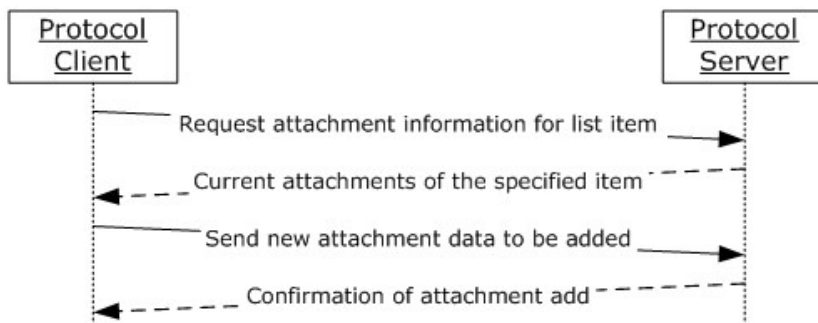 Protocol
Client
Protocol
Server
Request attachment information for list item
Current attachments of the specified item
Send new attachment data to be added
Confirmation of attachment add